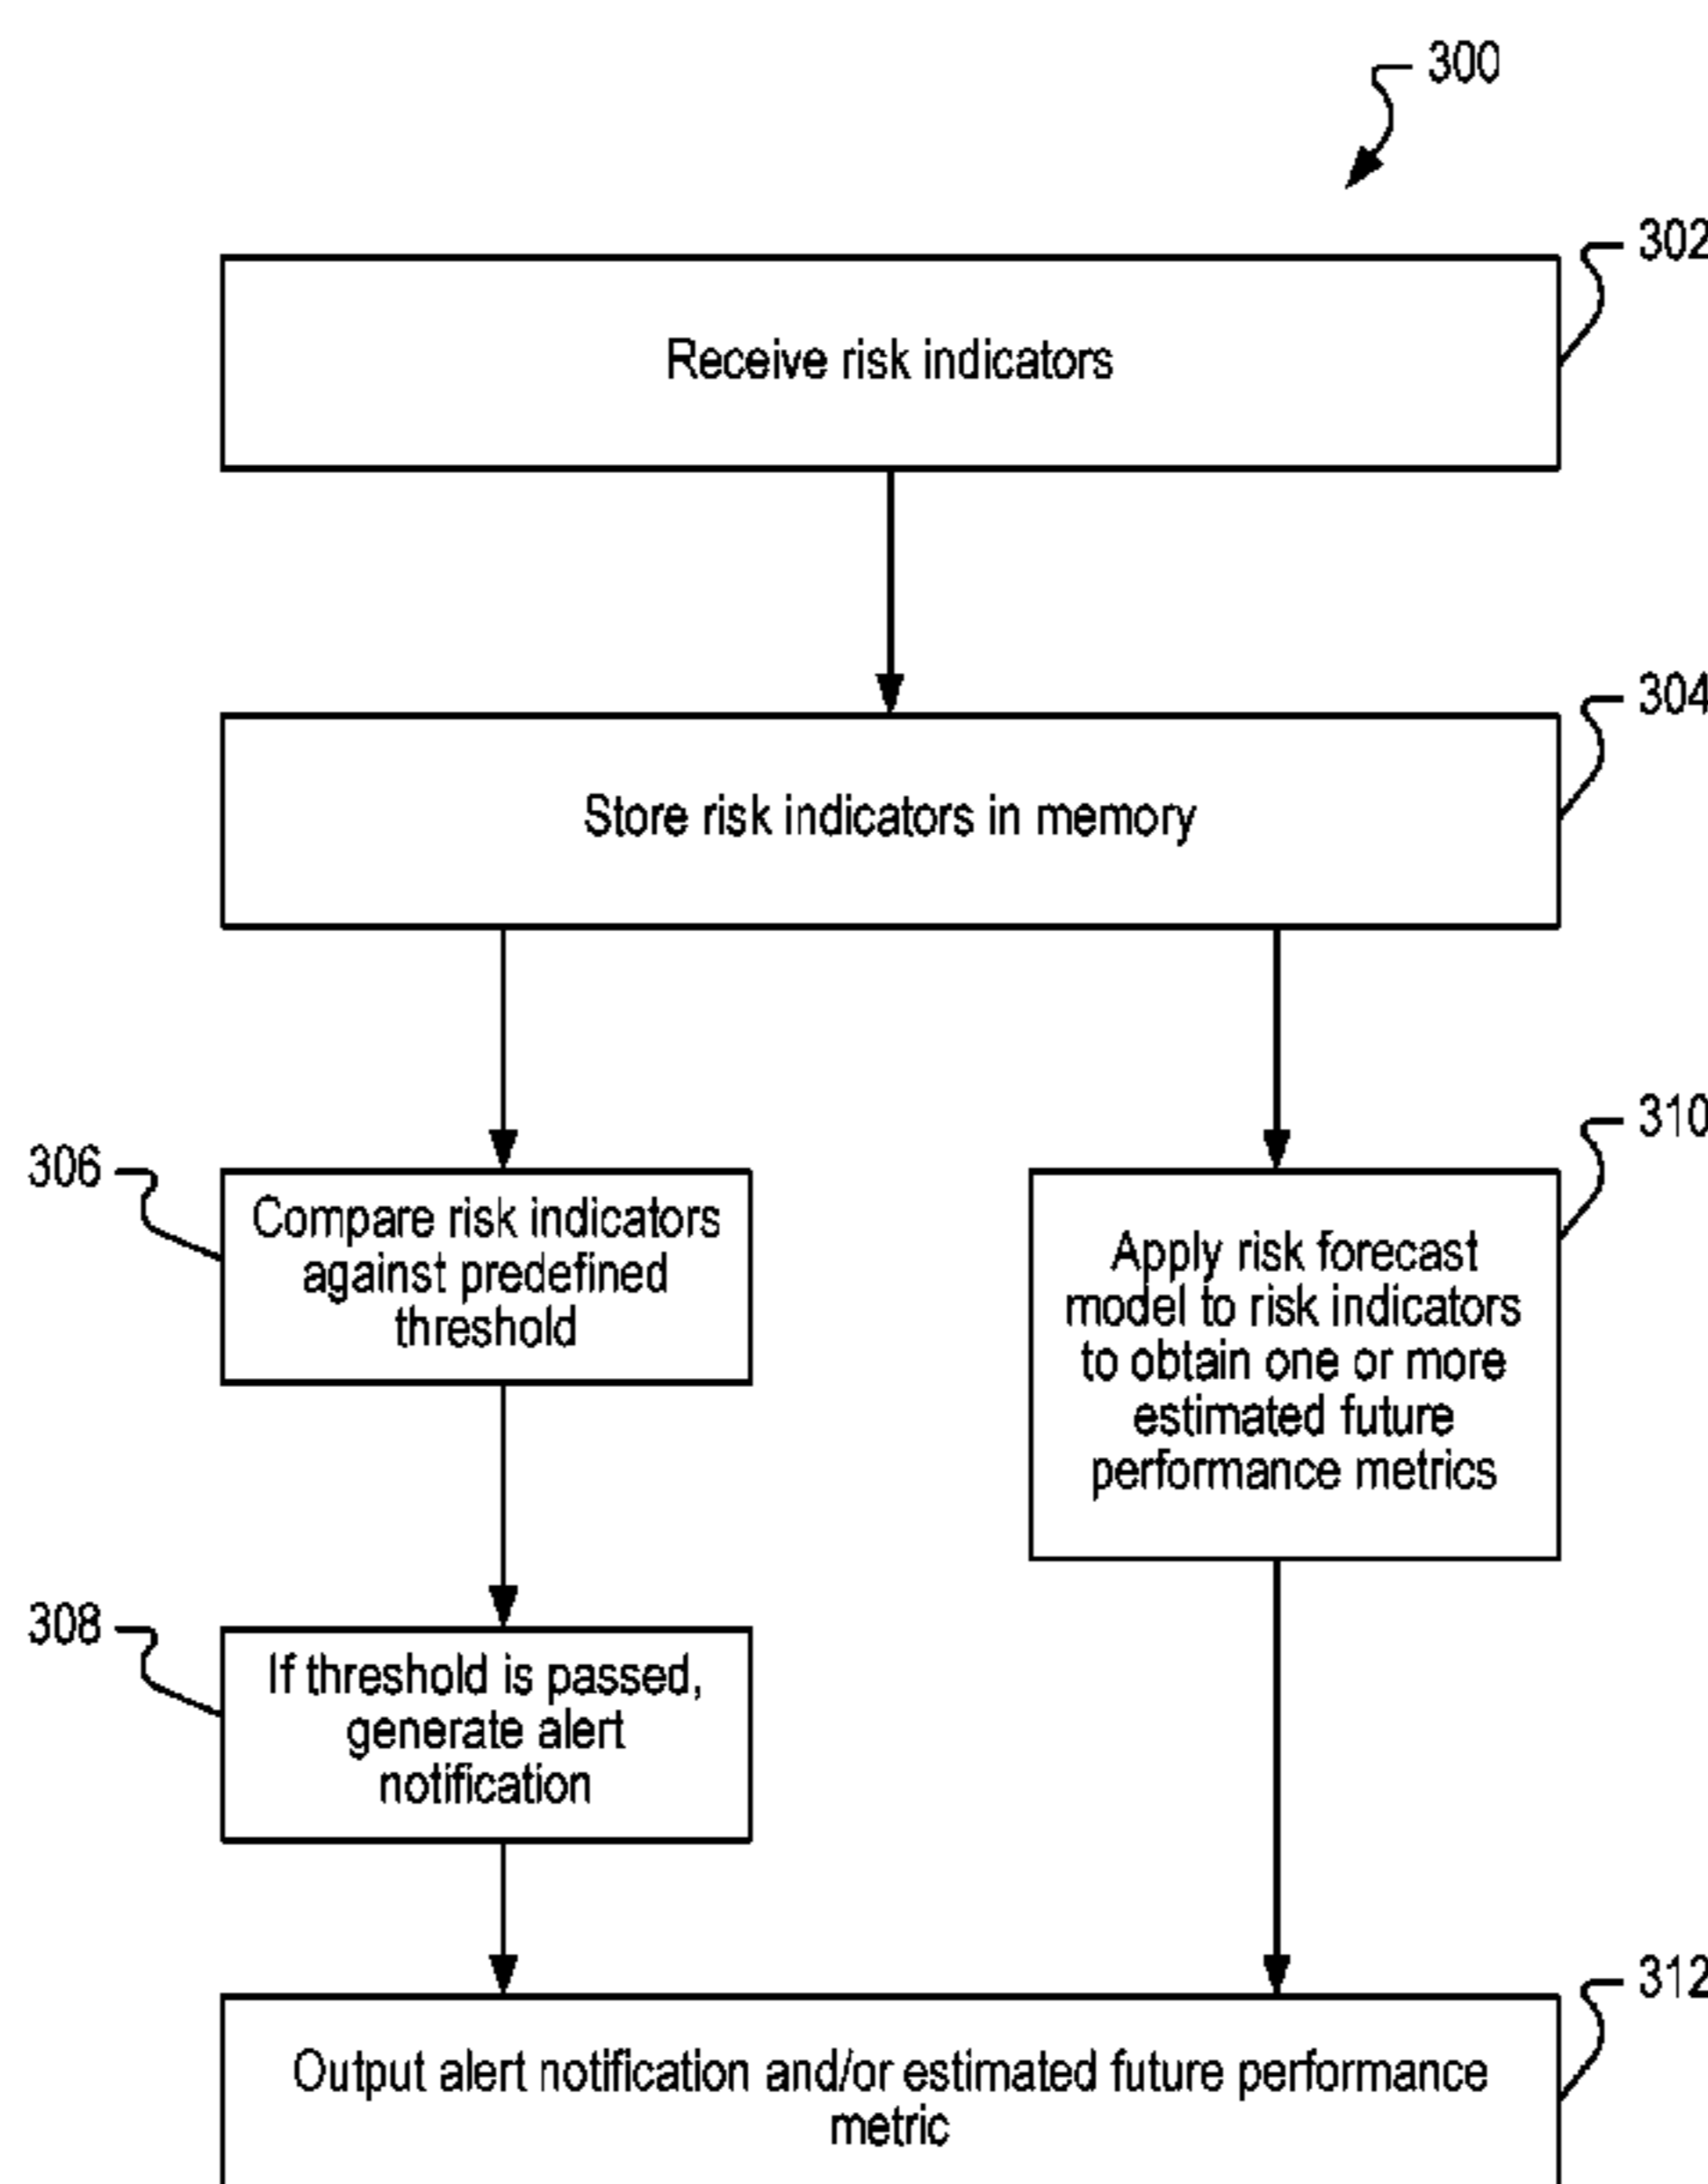 300
302
Receive risk indicators
304
Store risk indicators in memory
306
Compare risk indicators
against predefined
threshold
310
Apply risk forecast
model to risk indicators
to obtain one or more
estimated future
performance metrics
308
If threshold is passed,
generate alert
notification
312
Output alert notification and/or estimated future performance
metric